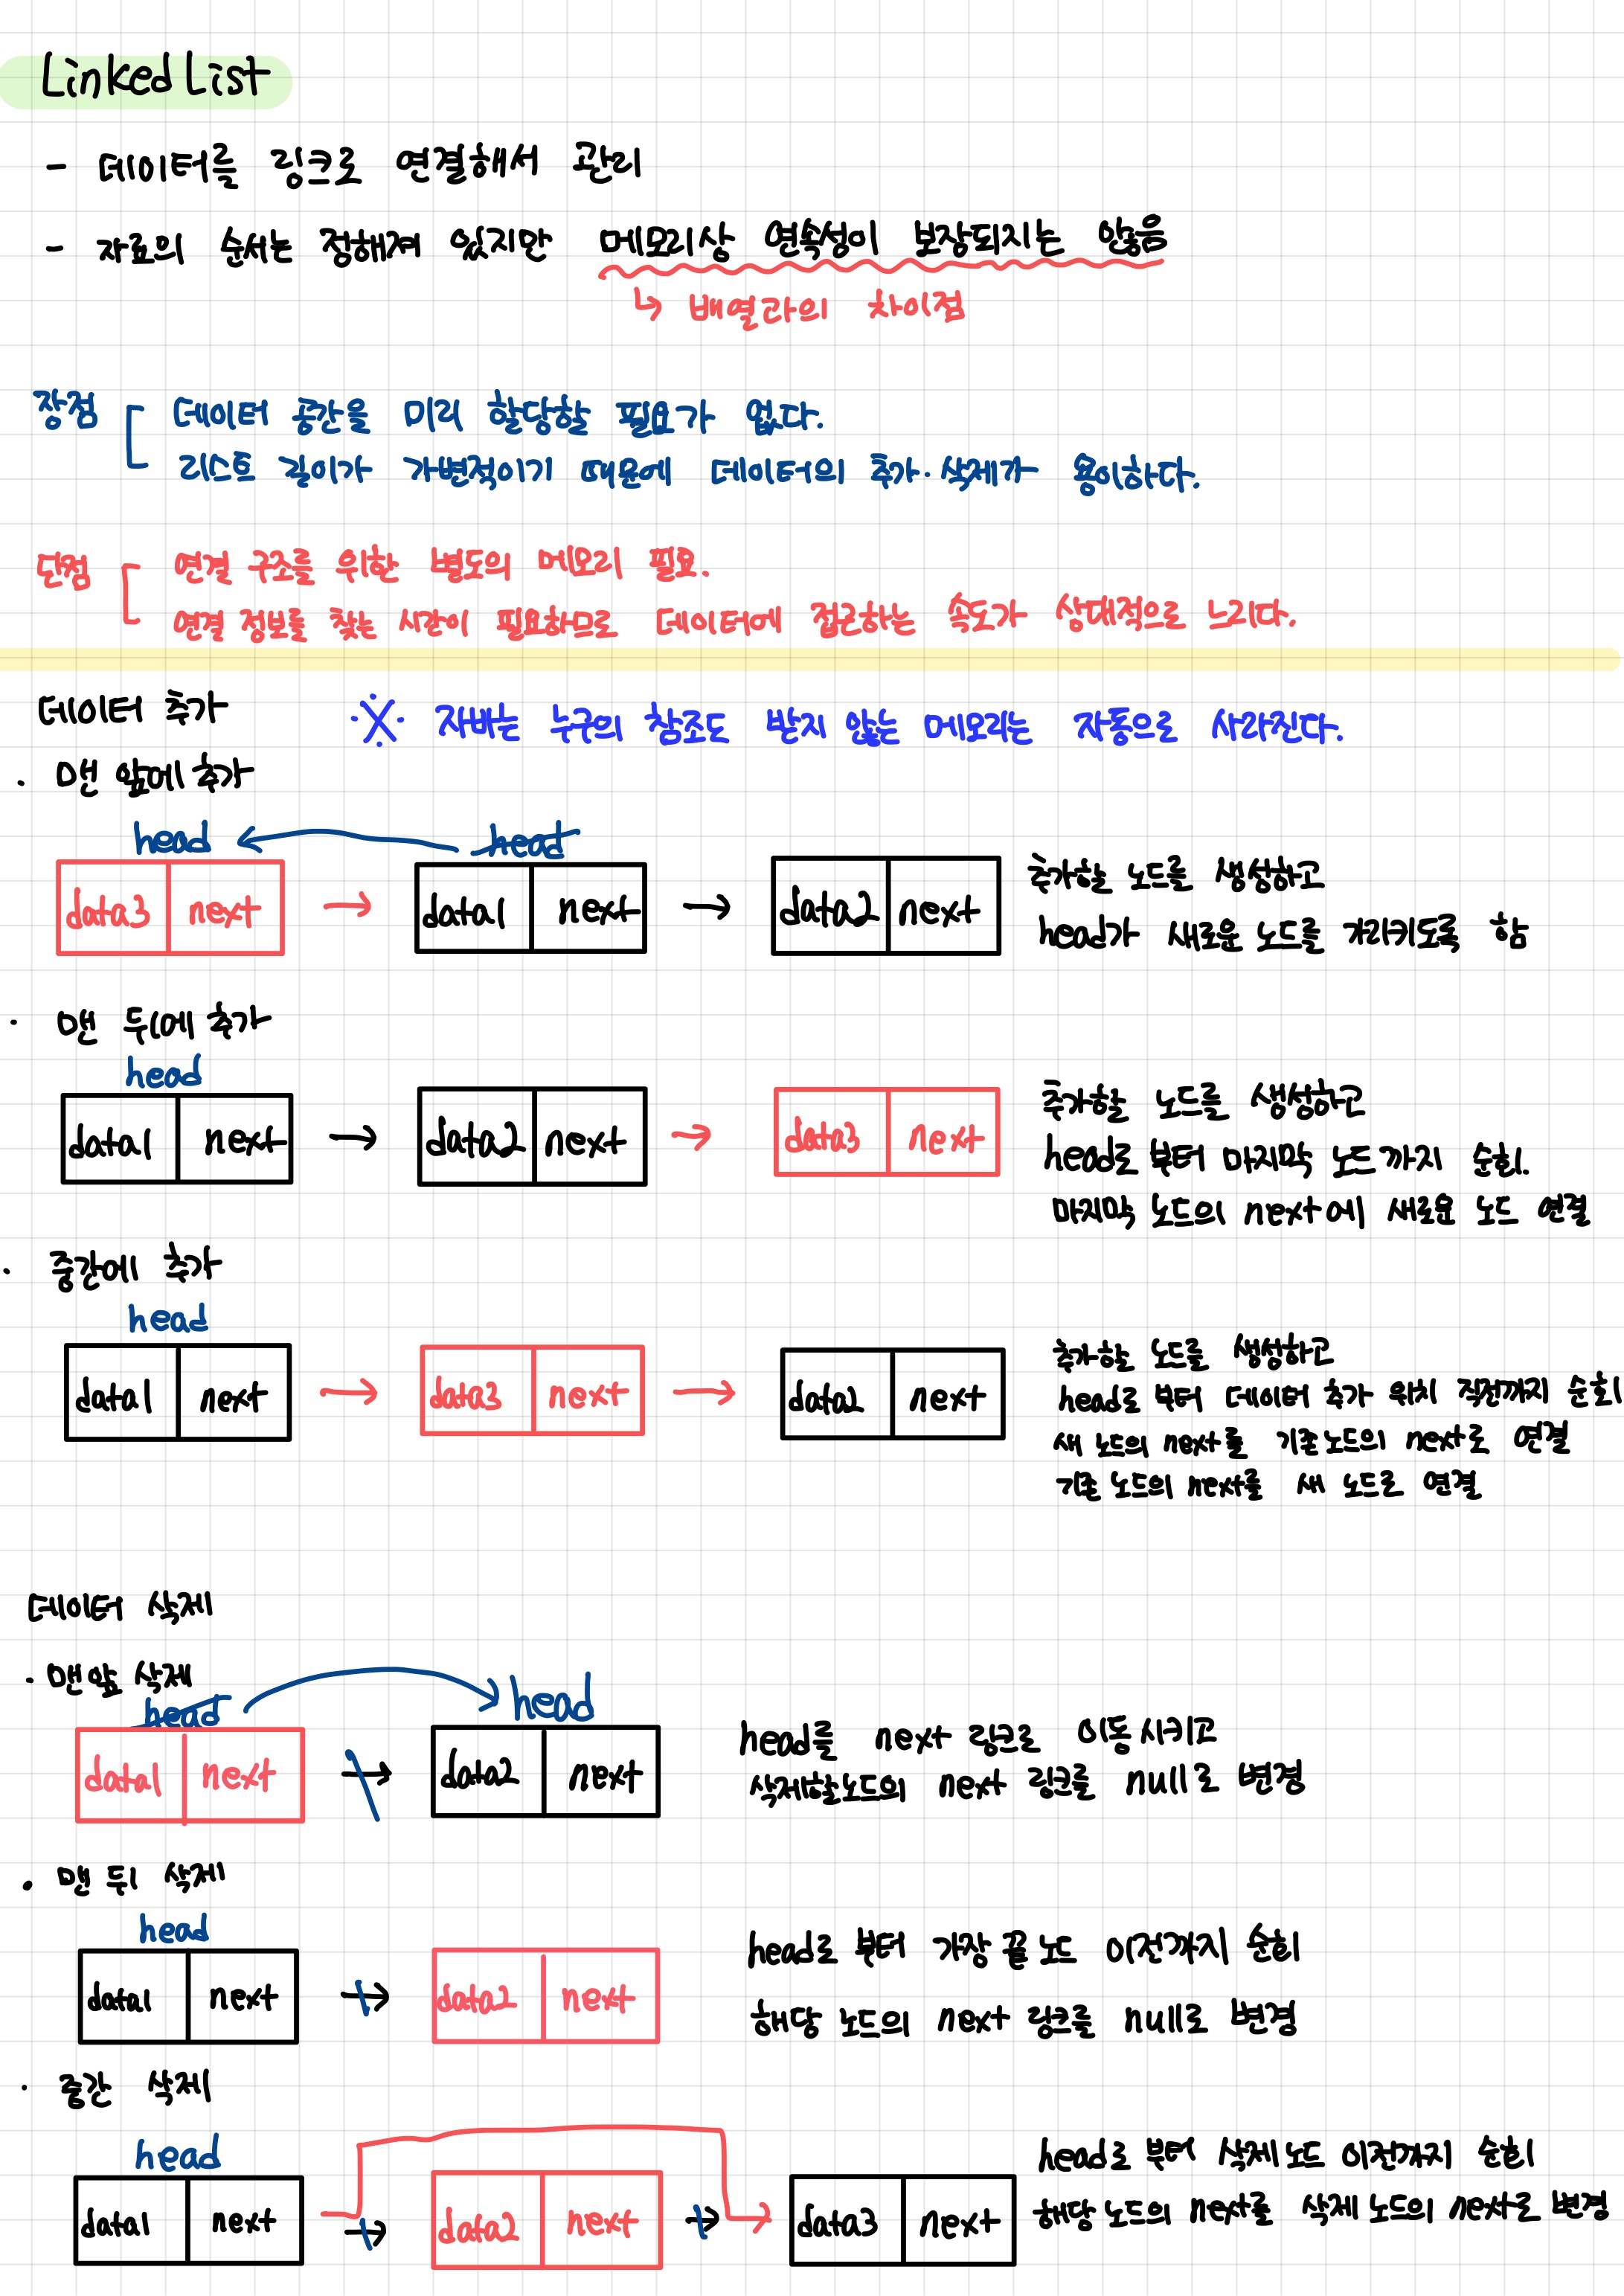 Linked List
- 데이터를 링크로 연결해서 관리
- 자료의 순서는 정해져 있지만 메모리상 연속성이 보장되지는 않음
↳ 배열과의 차이점
장점 데이터 공간을 미리 할당할 필요가 없다.
리스트 길이가 가변적이기 때문에 데이터의 추가·삭제가 용이하다.
단점 연결 구조를 위한 별도의 메모리 필요.
연결 정보를 찾는 시간이 필요하므로 데이터에 접근하는 속도가 상대적으로 느리다.
데이터 추가 ※ 자바는 누구의 참조도 받지 않는 메모리는 자동으로 사라진다.
· 맨 앞에 추가
head ← head
data3 next → data1 next → data2 next
추가할 노드를 생성하고
head가 새로운 노드를 가리키도록 함
· 맨 뒤에 추가
head
data1 next → data2 next → data3 next
추가할 노드를 생성하고
head로 부터 마지막 노드 까지 순회.
마지막 노드의 next에 새로운 노드 연결
· 중간에 추가
head
data1 next → data3 next → data2 next
추가할 노드를 생성하고
head로 부터 데이터 추가 위치 직전까지 순회
새 노드의 next를 기존 노드의 next로 연결
기존 노드의 next를 새 노드로 연결
데이터 삭제
· 맨앞 삭제
head → head
data1 next → data2 next
head를 next 링크로 이동 시키고
삭제할노드의 next 링크를 null로 변경
· 맨 뒤 삭제
head
data1 next → data2 next
head로 부터 가장 끝 노드 이전까지 순회
해당 노드의 next 링크를 null로 변경
· 중간 삭제
head
data1 next → data2 next → data3 next
head로 부터 삭제 노드 이전까지 순회
해당 노드의 next를 삭제 노드의 next로 변경